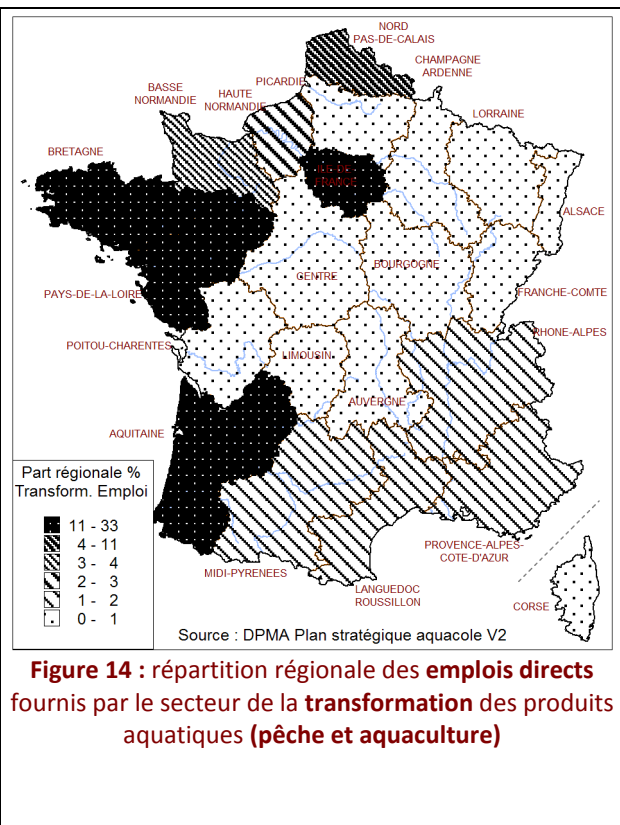 NORD
PAS-DE-CALAIS
CHAMPAGNE
ARDENNE
PICARDIE
BASSE
NORMANDIE
HAUTE
NORMANDIE
LORRAINE
BRETAGNE
ILE DE
FRANCE
ALSACE
BOURGOGNE
CENTRE
PAYS-DE-LA-LOIRE
FRANCHE-COMTE
RHONE-ALPES
POITOU-CHARENTES
LIMOUSIN
AUVERGNE
AQUITAINE
Part régionale %
Transform. Emploi
11 - 33
4 - 11
3 - 4
2 - 3
1 - 2
0 - 1
PROVENCE-ALPES-
COTE-D'AZUR
MIDI-PYRENEES
LANGUEDOC
ROUSSILLON
CORSE
Source : DPMA Plan stratégique aquacole V2
Figure 14 : répartition régionale des emplois directs
fournis par le secteur de la transformation des produits
aquatiques (pêche et aquaculture)